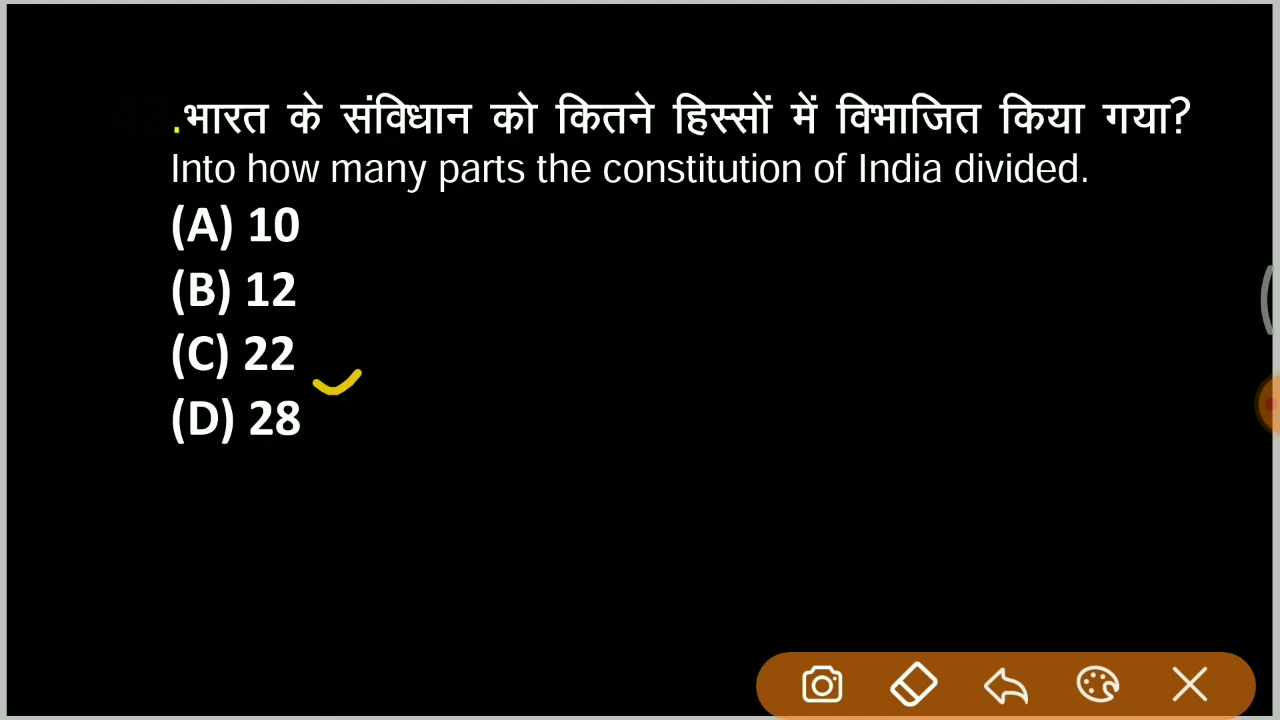 .भारत के संविधान को कितने हिस्सों में विभाजित किया गया?
Into how many parts the constitution of India divided.
(A) 10
(B) 12
(C) 22
(D) 28